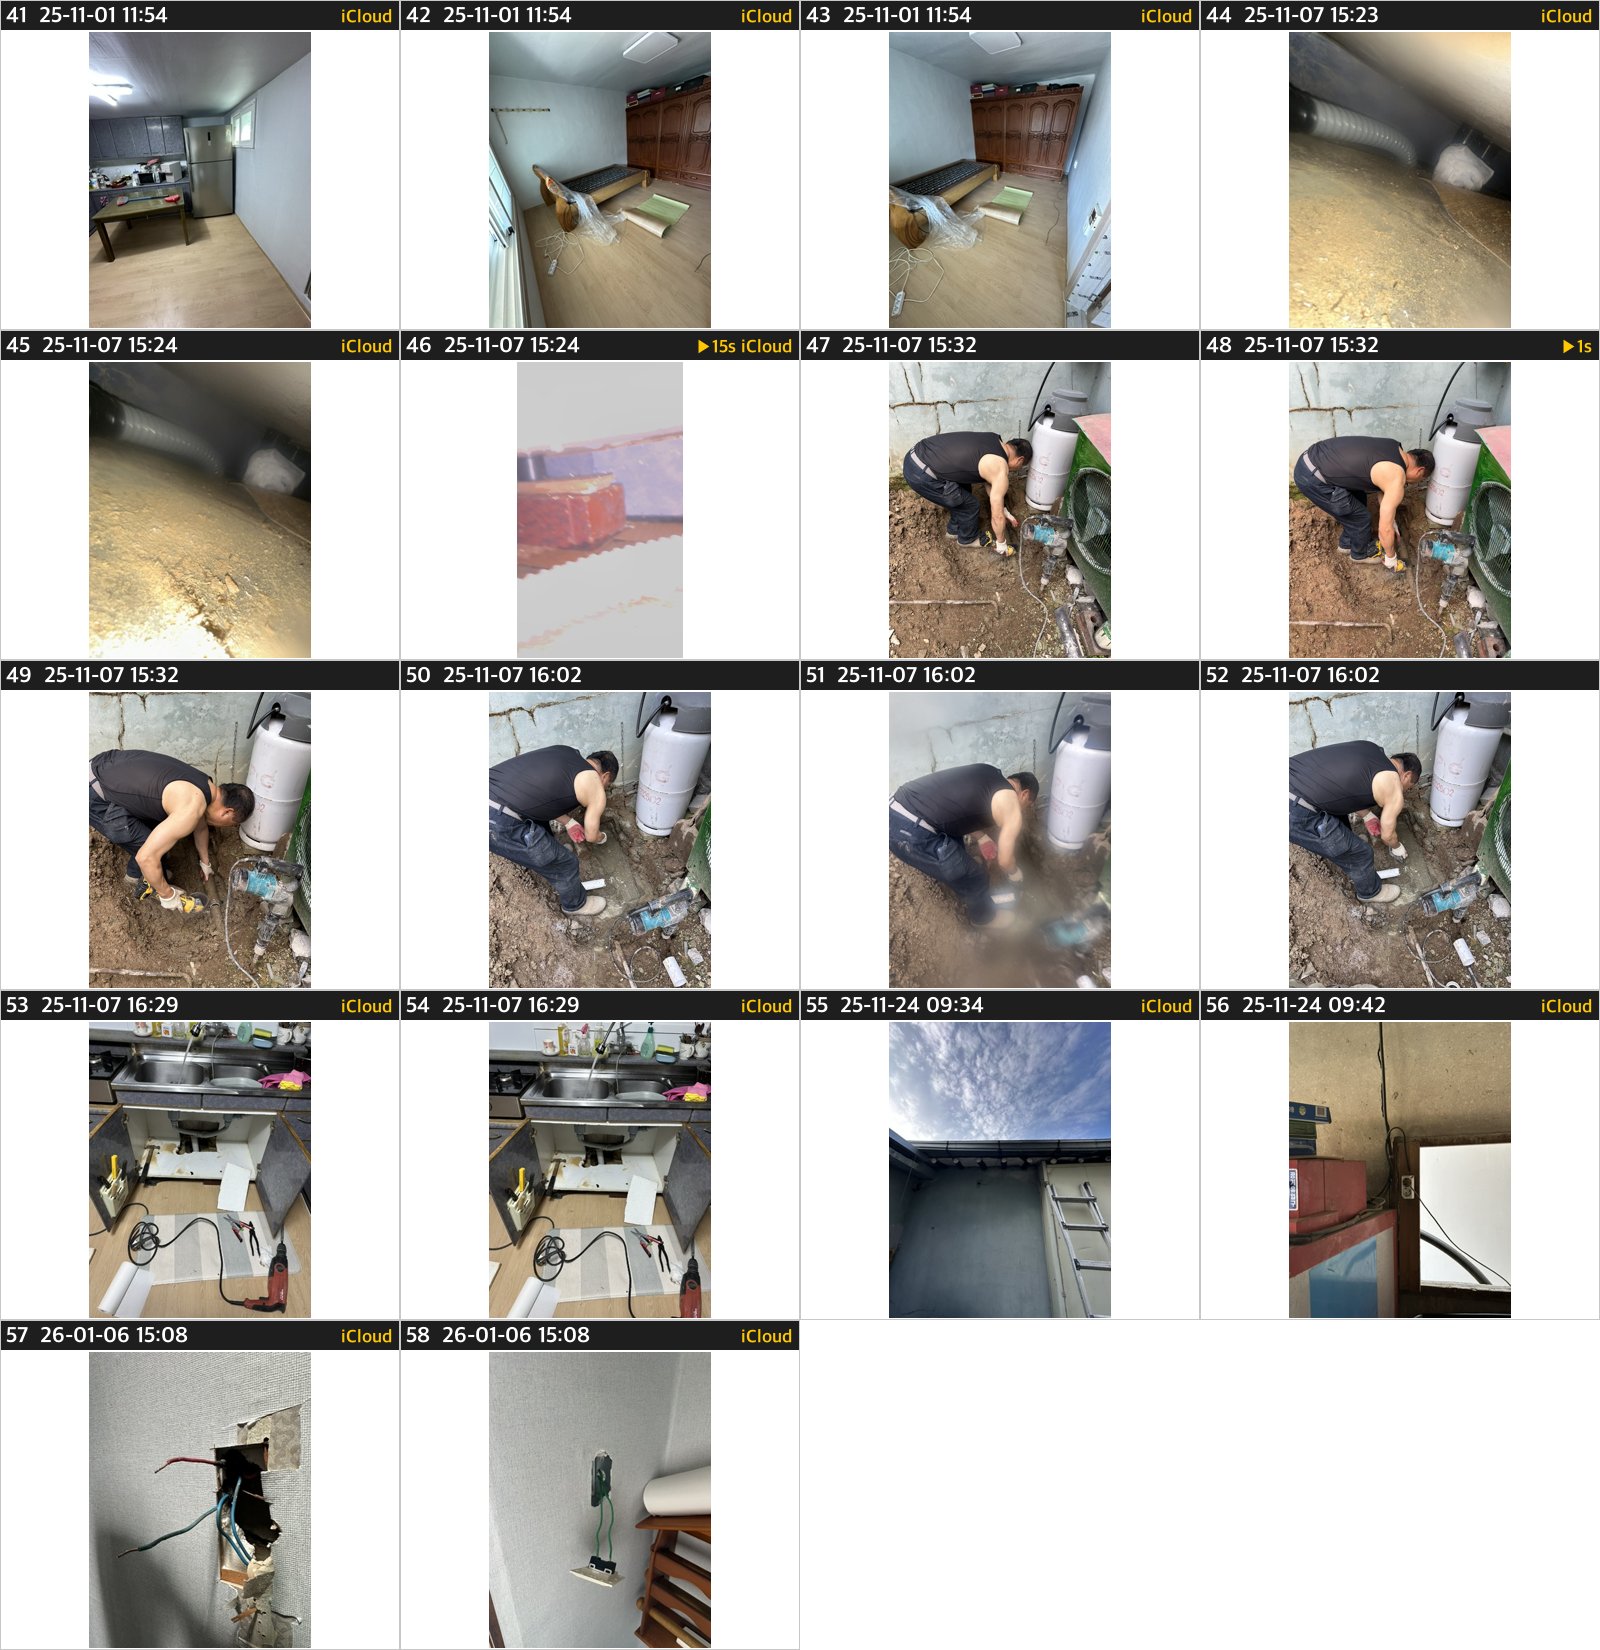 41 25-11-01 11:54 iCloud
42 25-11-01 11:54 iCloud
43 25-11-01 11:54 iCloud
44 25-11-07 15:23 iCloud
45 25-11-07 15:24 iCloud
46 25-11-07 15:24 ▶15s iCloud
47 25-11-07 15:32
48 25-11-07 15:32 ▶1s
49 25-11-07 15:32
50 25-11-07 16:02
51 25-11-07 16:02
52 25-11-07 16:02
53 25-11-07 16:29 iCloud
54 25-11-07 16:29 iCloud
55 25-11-24 09:34 iCloud
56 25-11-24 09:42 iCloud
57 26-01-06 15:08 iCloud
58 26-01-06 15:08 iCloud